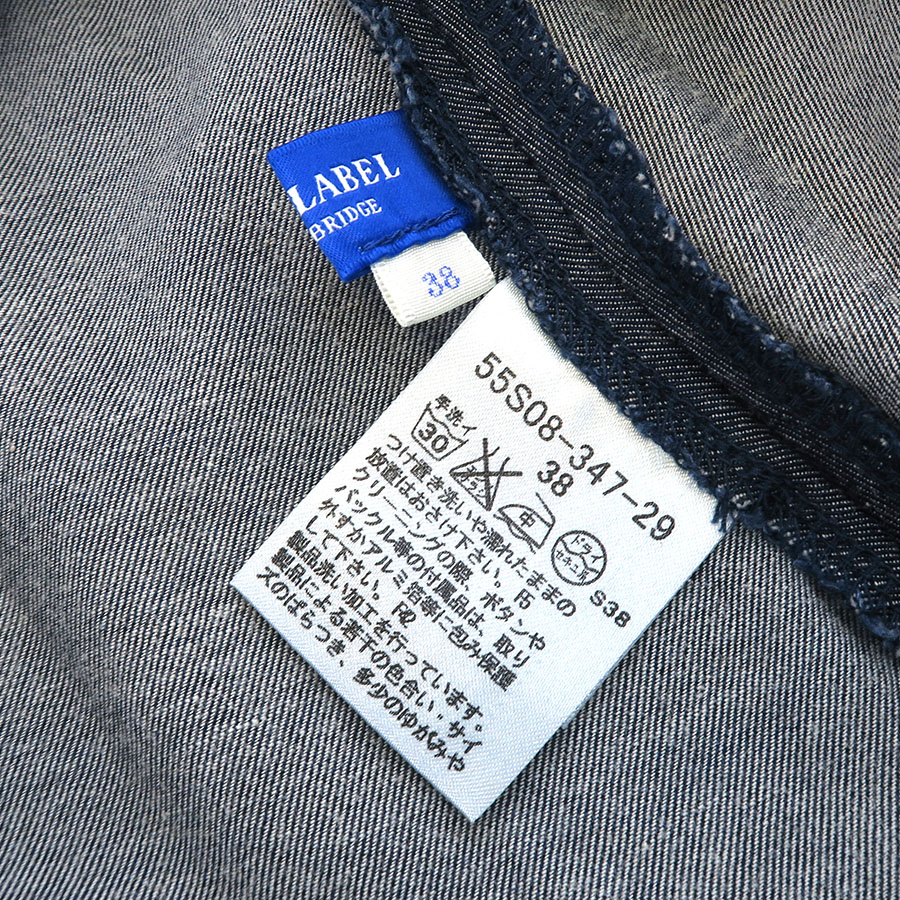 LABEL
BRIDGE
38
55S08-347-29
38
手洗イ
30
中
ドライ
S38
つけ置き洗いや濡れたままの
放置はおさけ下さい。F5
クリーニングの際、ボタンや
バックル等の付属品は、取り
外すかアルミ箔等に包み保護
して下さい。F02
製品洗い加工を行っています。
製品による若干の色合い、サイ
ズのばらつき、多少のゆがみや